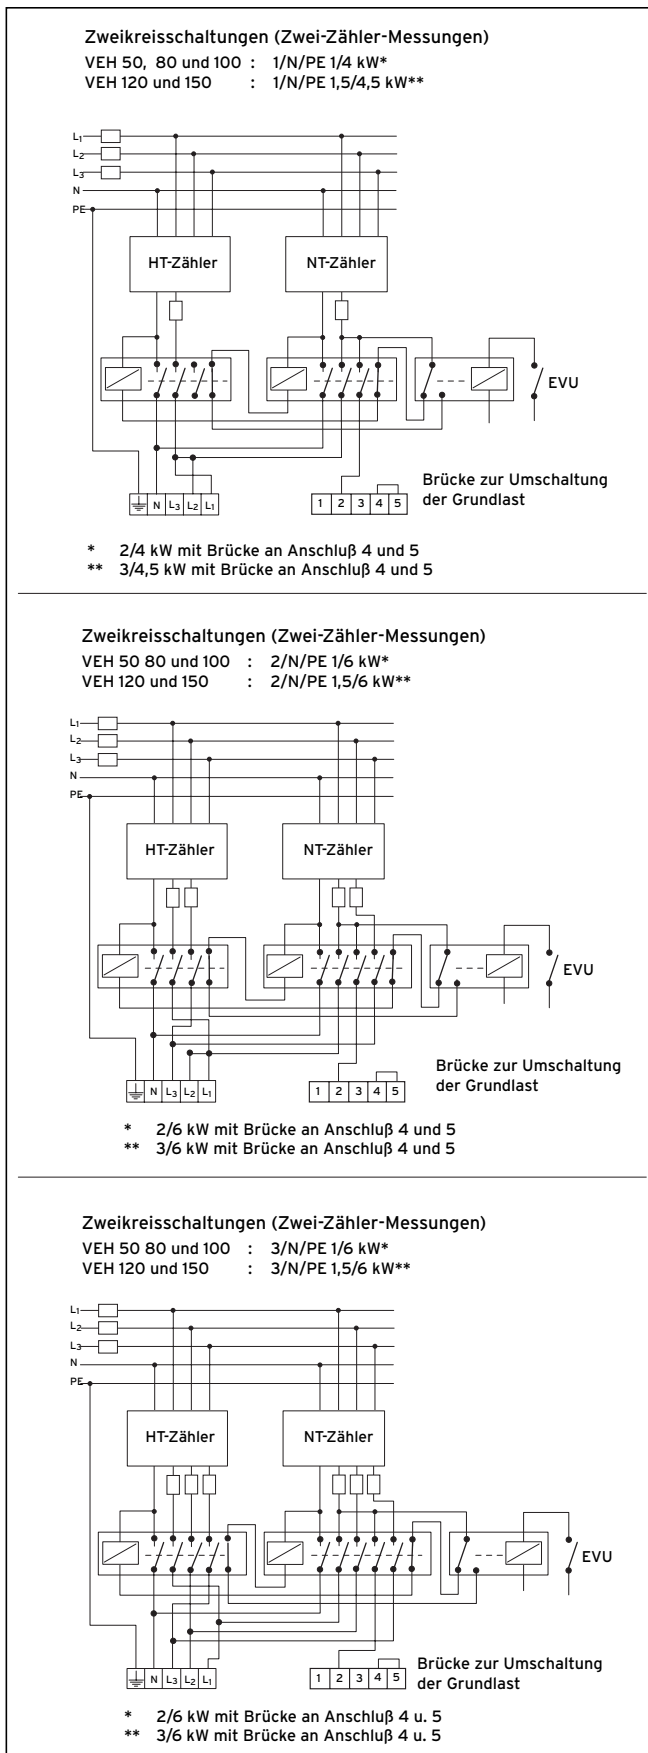 Zweikreisschaltungen (Zwei-Zähler-Messungen)
VEH 50, 80 und 100 : 1/N/PE 1/4 kW*
VEH 120 und 150 : 1/N/PE 1,5/4,5 kW**
L1
L2
L3
N
PE
HT-Zähler NT-Zähler
EVU
N L3 L2 L1 1 2 3 4 5
Brücke zur Umschaltung
der Grundlast
* 2/4 kW mit Brücke an Anschluß 4 und 5
** 3/4,5 kW mit Brücke an Anschluß 4 und 5
Zweikreisschaltungen (Zwei-Zähler-Messungen)
VEH 50 80 und 100 : 2/N/PE 1/6 kW*
VEH 120 und 150 : 2/N/PE 1,5/6 kW**
L1
L2
L3
N
PE
HT-Zähler NT-Zähler
EVU
N L3 L2 L1 1 2 3 4 5
Brücke zur Umschaltung
der Grundlast
* 2/6 kW mit Brücke an Anschluß 4 und 5
** 3/6 kW mit Brücke an Anschluß 4 und 5
Zweikreisschaltungen (Zwei-Zähler-Messungen)
VEH 50 80 und 100 : 3/N/PE 1/6 kW*
VEH 120 und 150 : 3/N/PE 1,5/6 kW**
L1
L2
L3
N
PE
HT-Zähler NT-Zähler
EVU
N L3 L2 L1 1 2 3 4 5
Brücke zur Umschaltung
der Grundlast
* 2/6 kW mit Brücke an Anschluß 4 u. 5
** 3/6 kW mit Brücke an Anschluß 4 u. 5